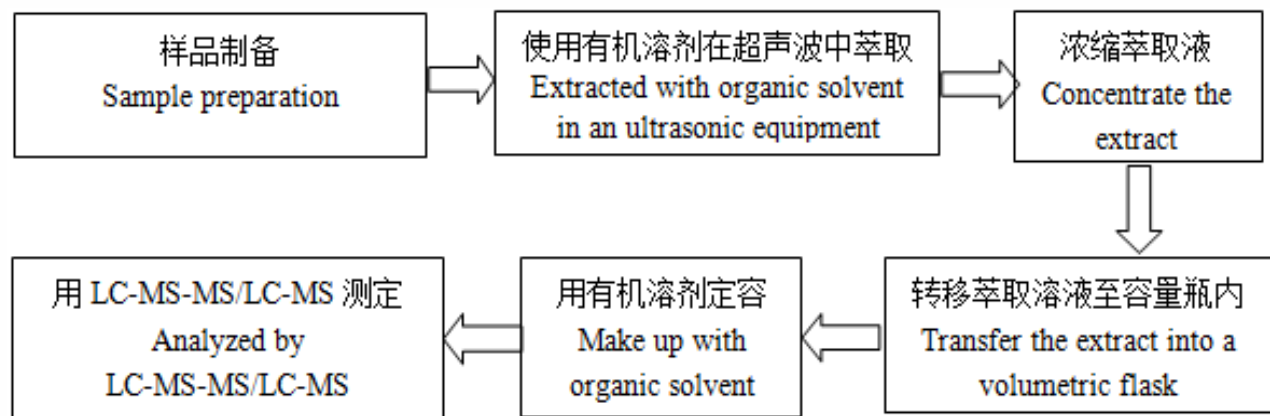 样品制备
Sample preparation
使用有机溶剂在超声波中萃取
Extracted with organic solvent
in an ultrasonic equipment
浓缩萃取液
Concentrate the
extract
转移萃取溶液至容量瓶内
Transfer the extract into a
volumetric flask
用有机溶剂定容
Make up with
organic solvent
用 LC-MS-MS/LC-MS 测定
Analyzed by
LC-MS-MS/LC-MS